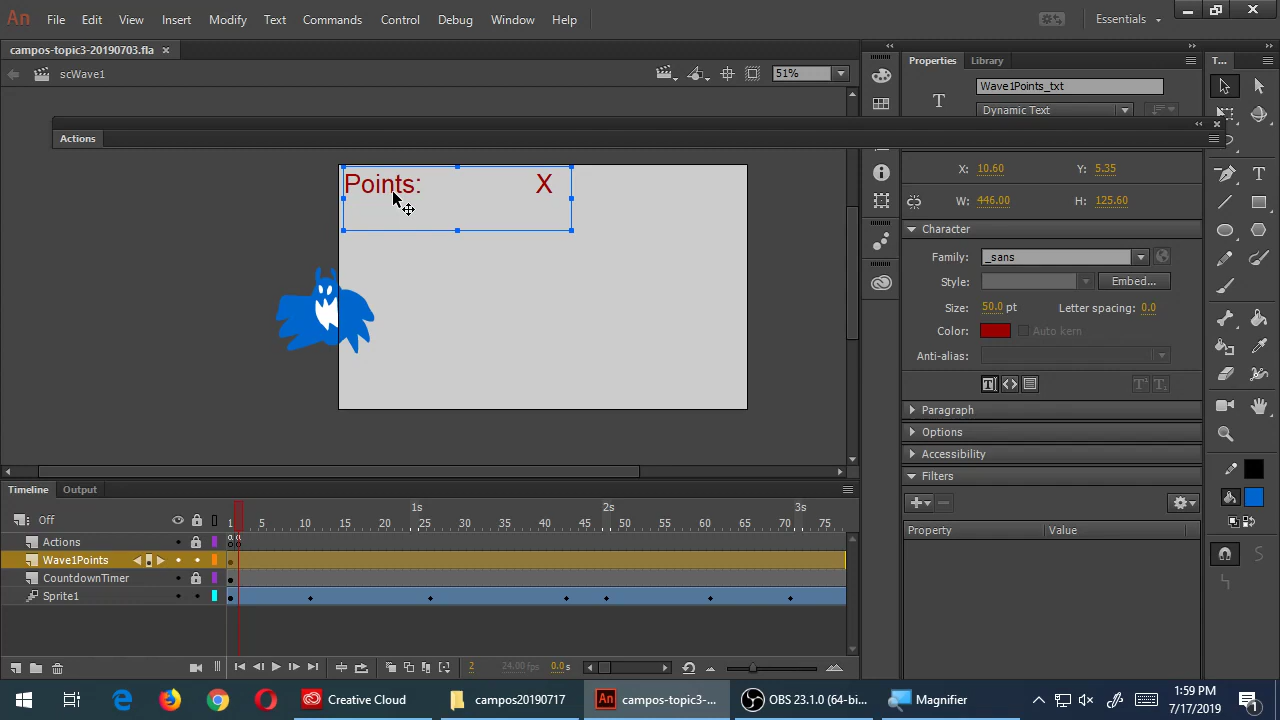 An File Edit View Insert Modify Text Commands Control Debug Window Help Essentials
campos-topic3-20190703.fla ×
scWave1 51%
Properties Library T...
Wave1Points_txt
Dynamic Text
Actions
X: 10.60 Y: 5.35
W: 446.00 H: 125.60
Character
Family: _sans
Style: Embed...
Size: 50.0 pt Letter spacing: 0.0
Color: Auto kern
Anti-alias:
Paragraph
Options
Accessibility
Filters
Property Value
Points: X
Timeline Output
1s 2s 3s
Off 1 5 10 15 20 25 30 35 40 45 50 55 60 65 70 75
Actions
Wave1Points
CountdownTimer
Sprite1
2 24.00 fps 0.0 s
Creative Cloud campos20190717 campos-topic3-... OBS 23.1.0 (64-bi... Magnifier
1:59 PM
7/17/2019
1